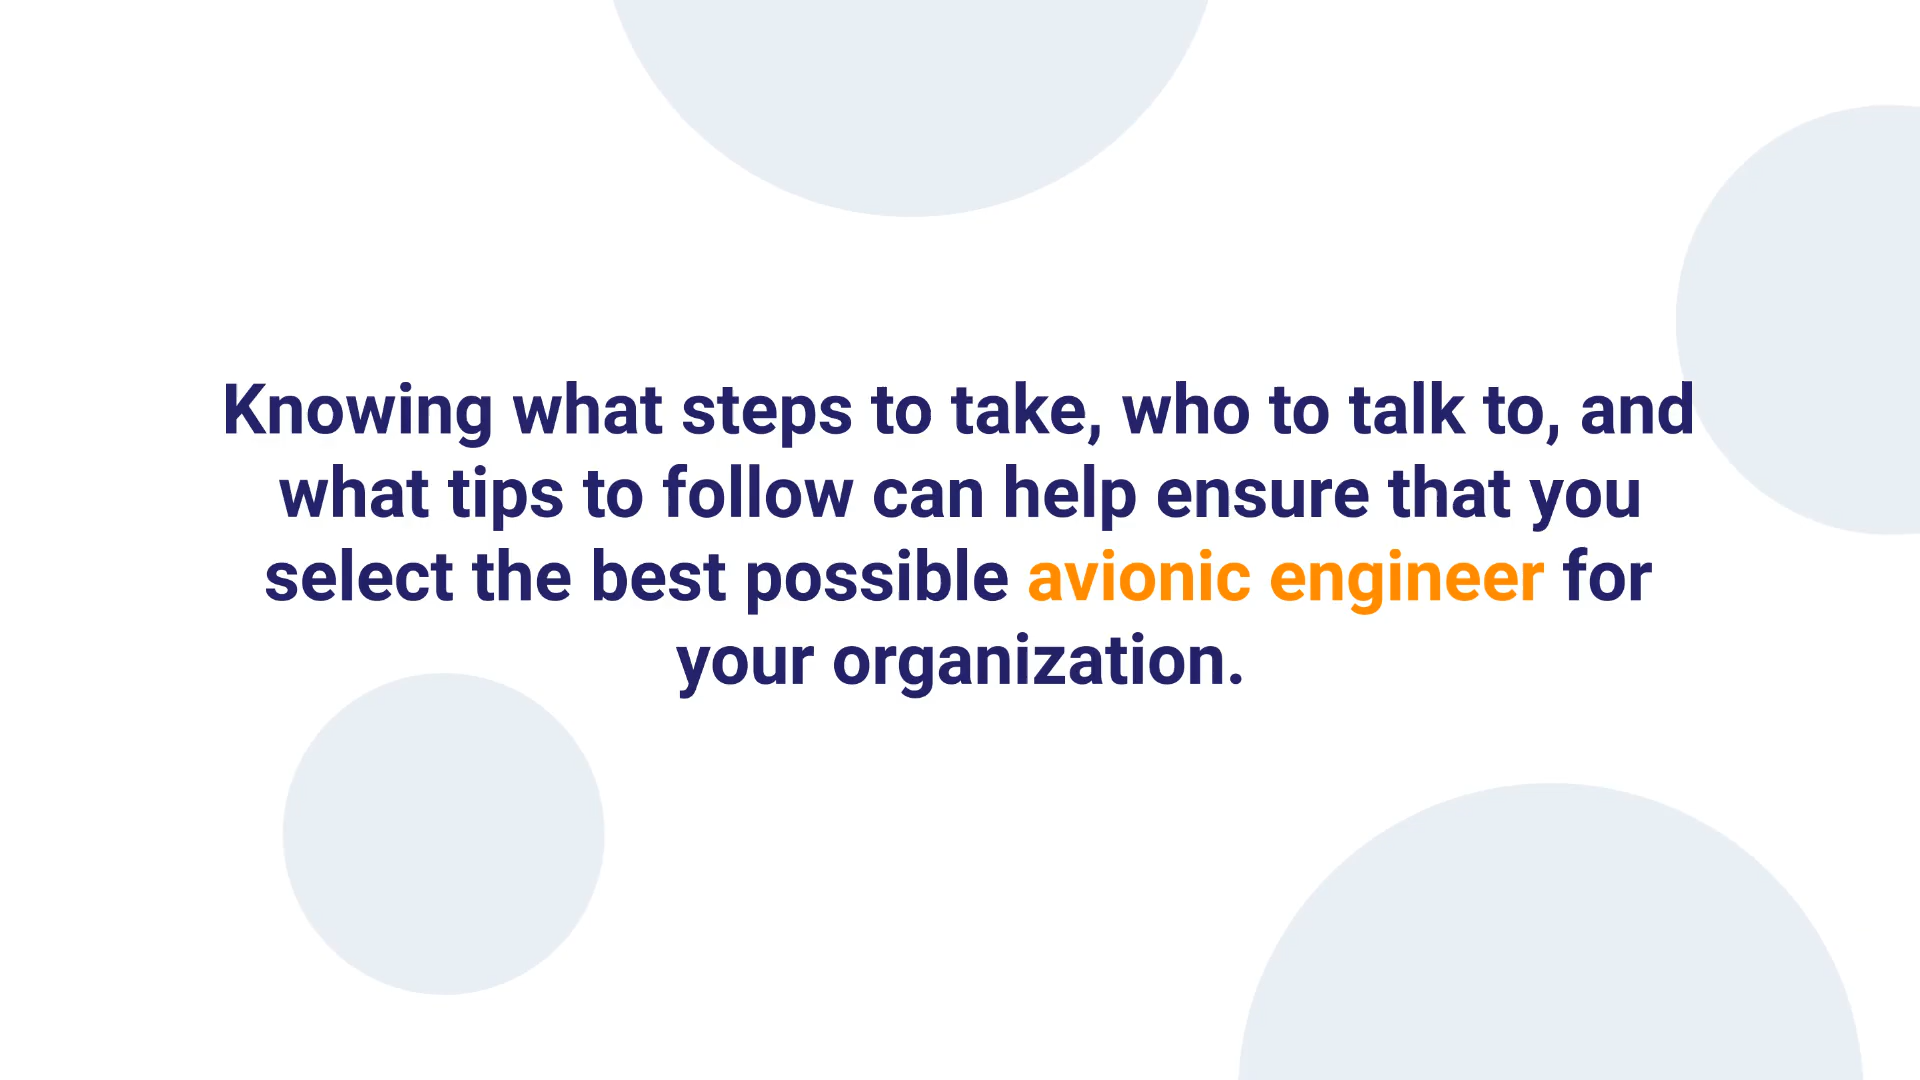 Knowing what steps to take, who to talk to, and
what tips to follow can help ensure that you
select the best possible avionic engineer for
your organization.